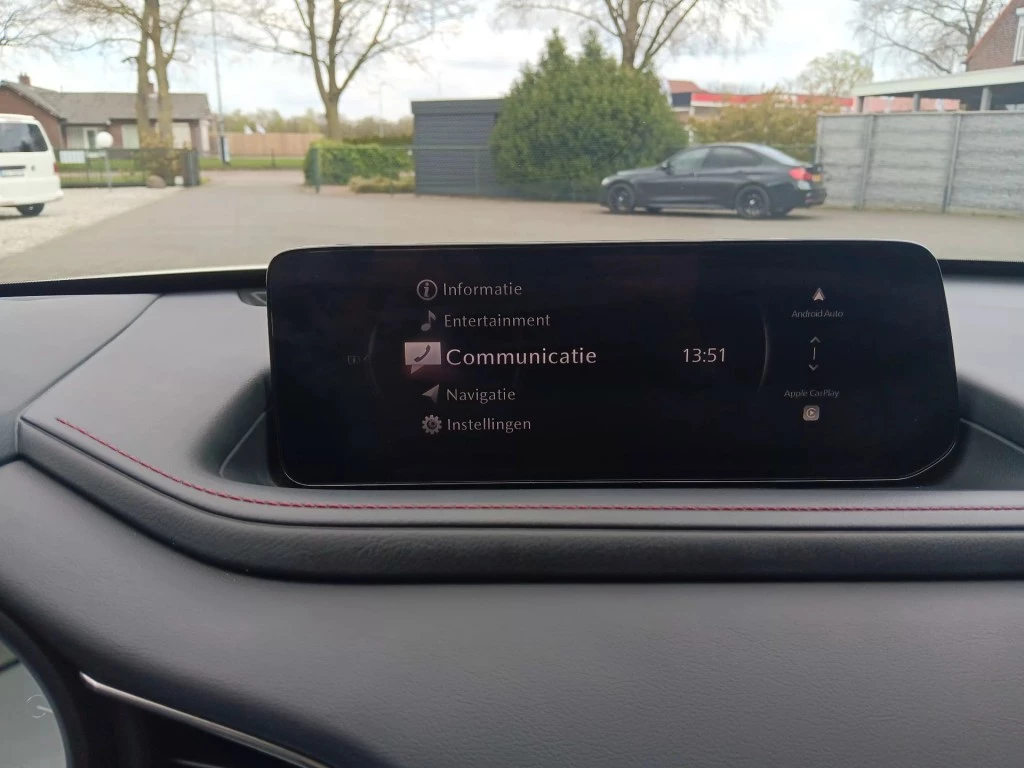 Informatie
Entertainment
Communicatie
13:51
Navigatie
Instellingen
Android Auto
Apple CarPlay